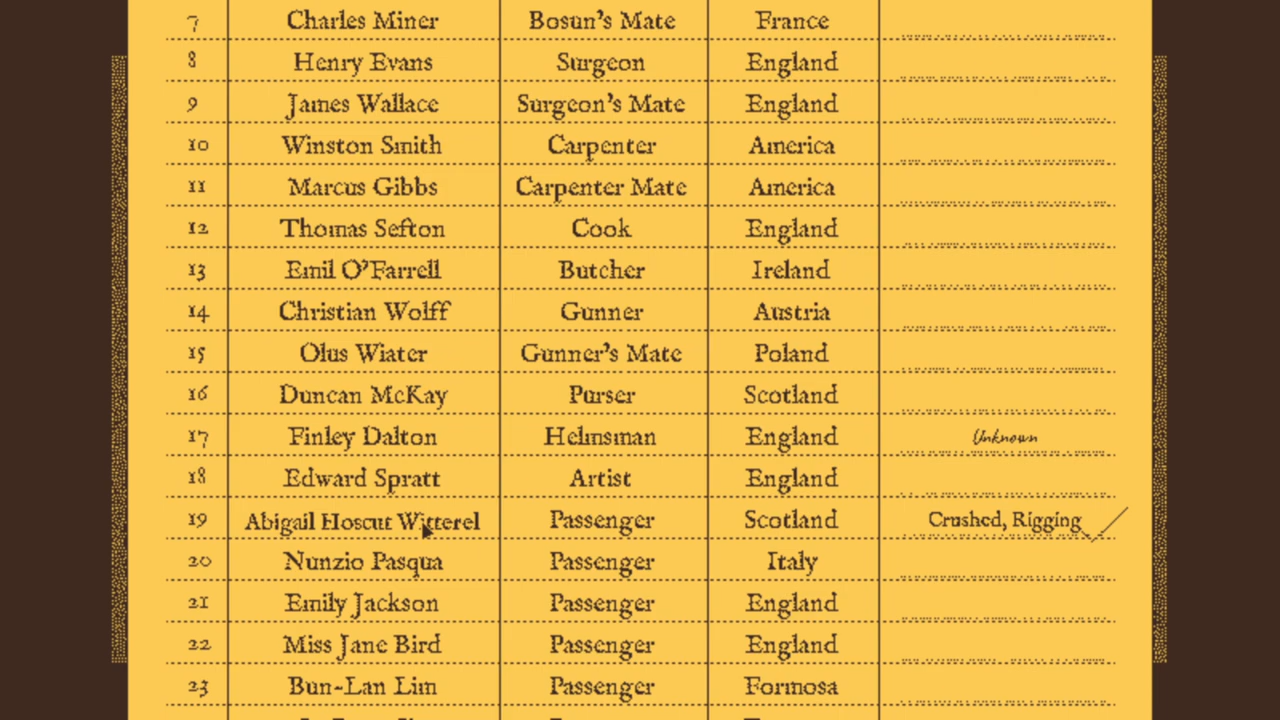 7 Charles Miner Bosun's Mate France
8 Henry Evans Surgeon England
9 James Wallace Surgeon's Mate England
10 Winston Smith Carpenter America
11 Marcus Gibbs Carpenter Mate America
12 Thomas Sefton Cook England
13 Emil O'Farrell Butcher Ireland
14 Christian Wolff Gunner Austria
15 Olus Wiater Gunner's Mate Poland
16 Duncan McKay Purser Scotland
17 Finley Dalton Helmsman England Unknown
18 Edward Spratt Artist England
19 Abigail Hoscut Witterel Passenger Scotland Crushed, Rigging
20 Nunzio Pasqua Passenger Italy
21 Emily Jackson Passenger England
22 Miss Jane Bird Passenger England
23 Bun-Lan Lim Passenger Formosa